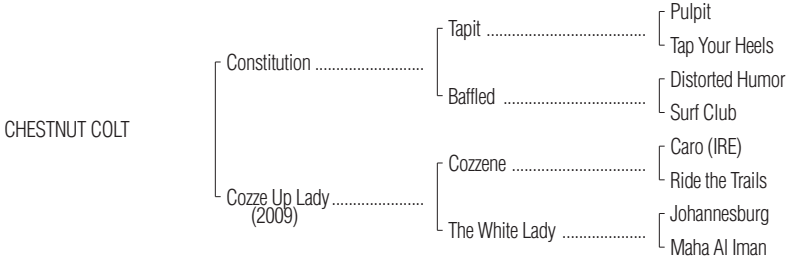 Pulpit
Tapit ......................................
Tap Your Heels
Constitution .........................
Distorted Humor
Baffled ..................................
Surf Club
CHESTNUT COLT
Caro (IRE)
Cozzene ................................
Ride the Trails
Cozze Up Lady......................
(2009)
Johannesburg
The White Lady ....................
Maha Al Iman